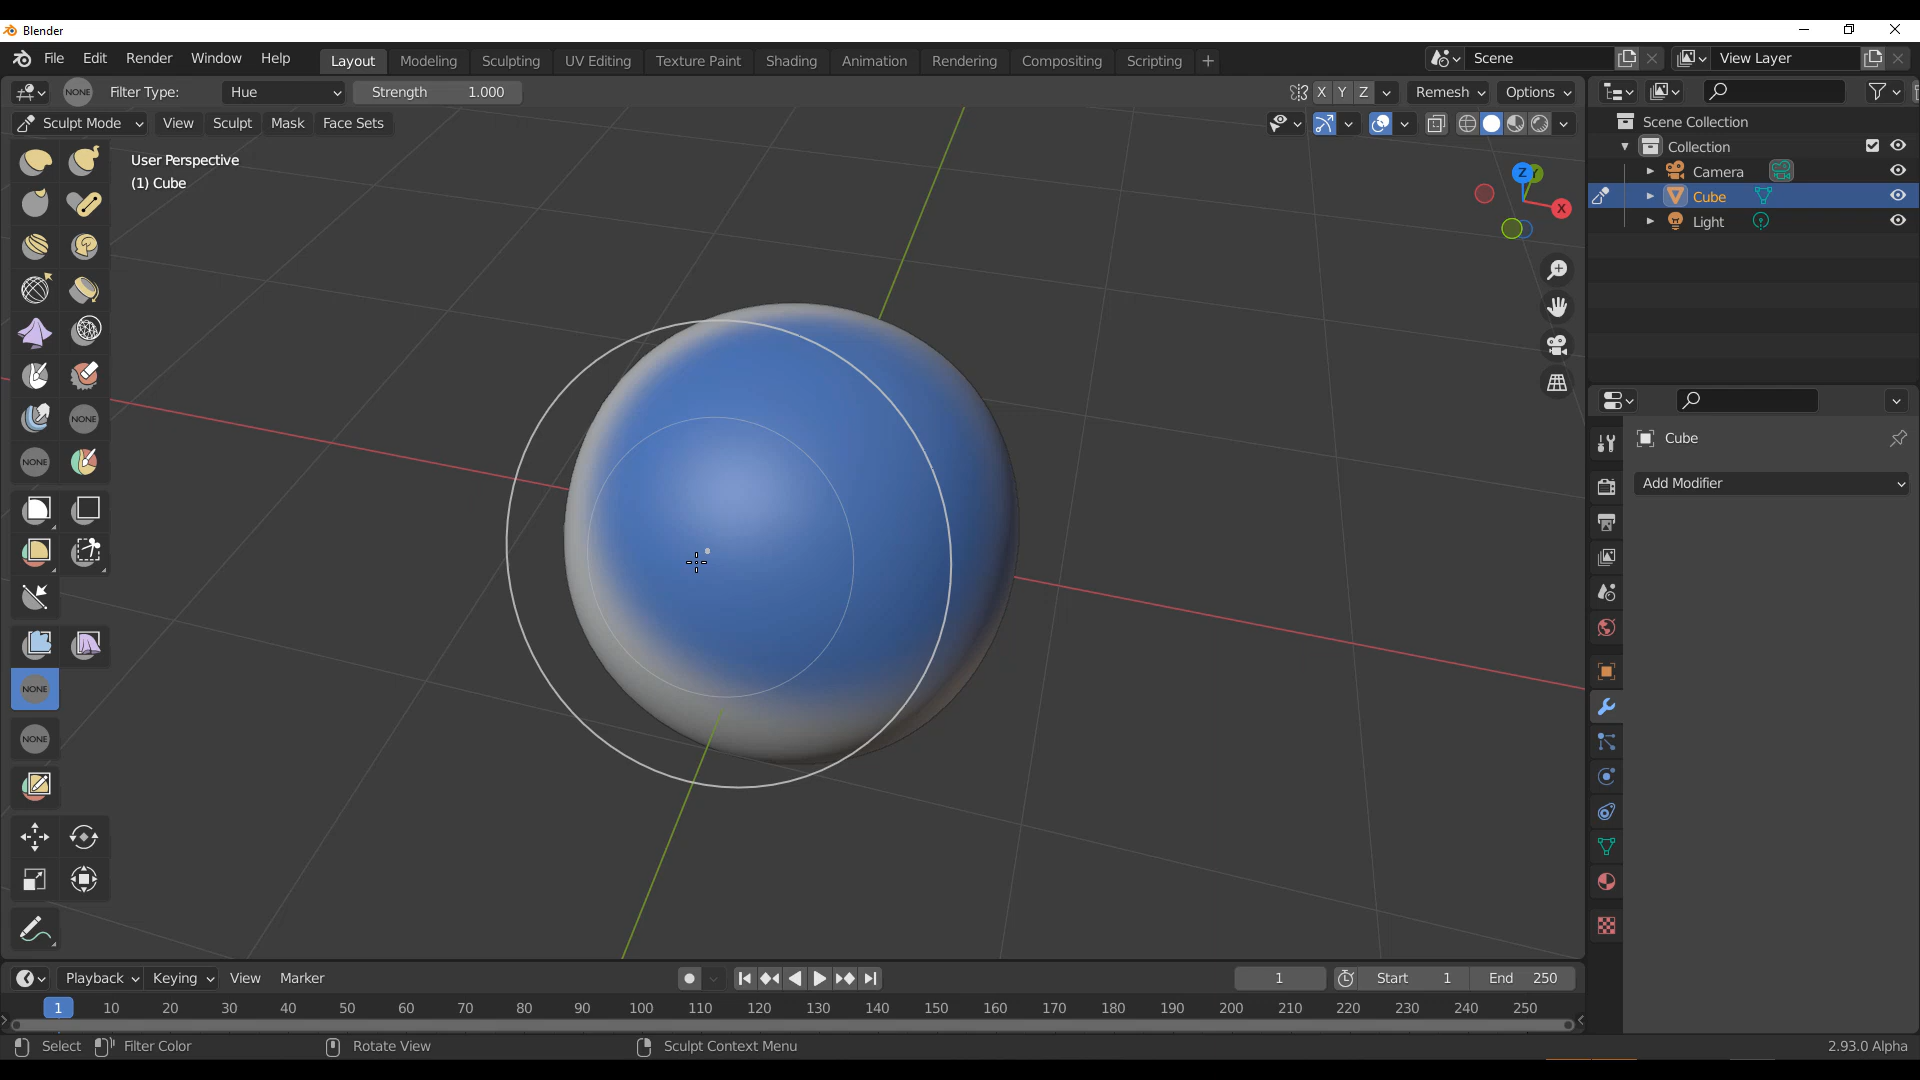 Blender
File Edit Render Window Help Layout Modeling Sculpting UV Editing Texture Paint Shading Animation Rendering Compositing Scripting + Scene View Layer
NONE Filter Type: Hue Strength 1.000 X Y Z Remesh Options
Sculpt Mode View Sculpt Mask Face Sets
User Perspective
(1) Cube
Z Y
X
NONE
NONE
NONE
NONE
Scene Collection
Collection
Camera
Cube
Light
Cube
Add Modifier
Playback Keying View Marker 1 Start 1 End 250
1 10 20 30 40 50 60 70 80 90 100 110 120 130 140 150 160 170 180 190 200 210 220 230 240 250
Select Filter Color Rotate View Sculpt Context Menu 2.93.0 Alpha